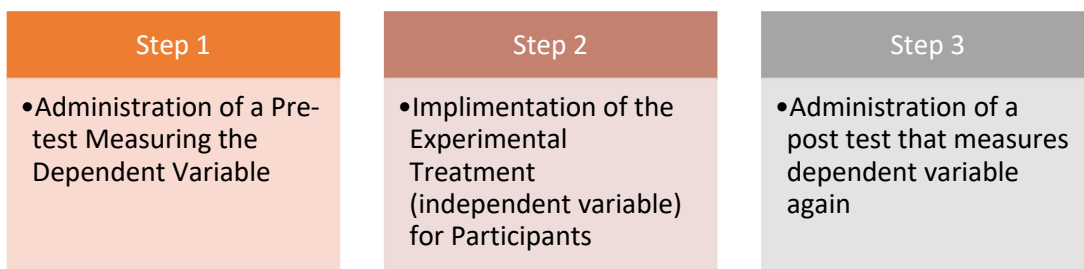 Step 1
•Administration of a Pre-
test Measuring the
Dependent Variable
Step 2
•Implimentation of the
Experimental
Treatment
(independent variable)
for Participants
Step 3
•Administration of a
post test that measures
dependent variable
again